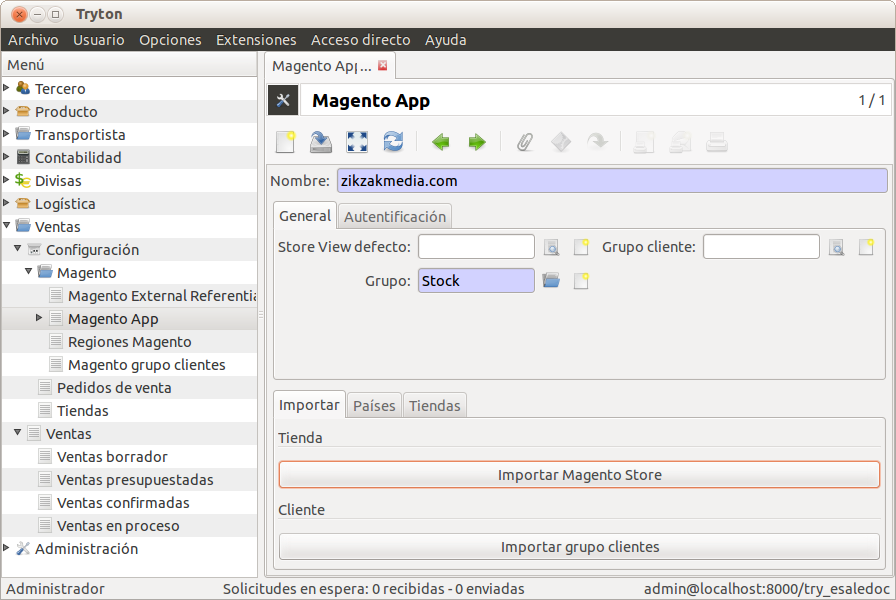 Tryton
Archivo Usuario Opciones Extensiones Acceso directo Ayuda
Menú
Tercero
Producto
Transportista
Contabilidad
Divisas
Logística
Ventas
Configuración
Magento
Magento External Referentia
Magento App
Regiones Magento
Magento grupo clientes
Pedidos de venta
Tiendas
Ventas
Ventas borrador
Ventas presupuestadas
Ventas confirmadas
Ventas en proceso
Administración
Magento Ap...
Magento App 1 / 1
Nombre: zikzakmedia.com
General Autentificación
Store View defecto: Grupo cliente:
Grupo: Stock
Importar Países Tiendas
Tienda
Importar Magento Store
Cliente
Importar grupo clientes
Administrador Solicitudes en espera: 0 recibidas - 0 enviadas admin@localhost:8000/try_esaledoc